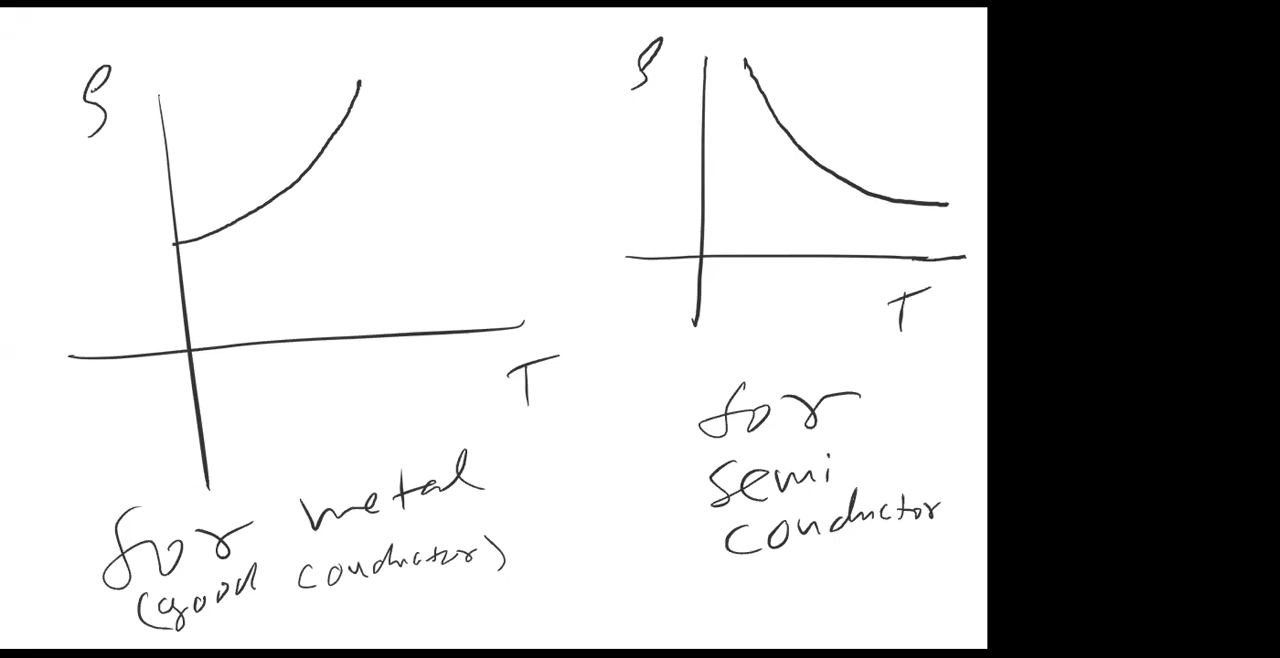 ρ
T
for metal
(good conductor)
ρ
T
for
semi
conductor